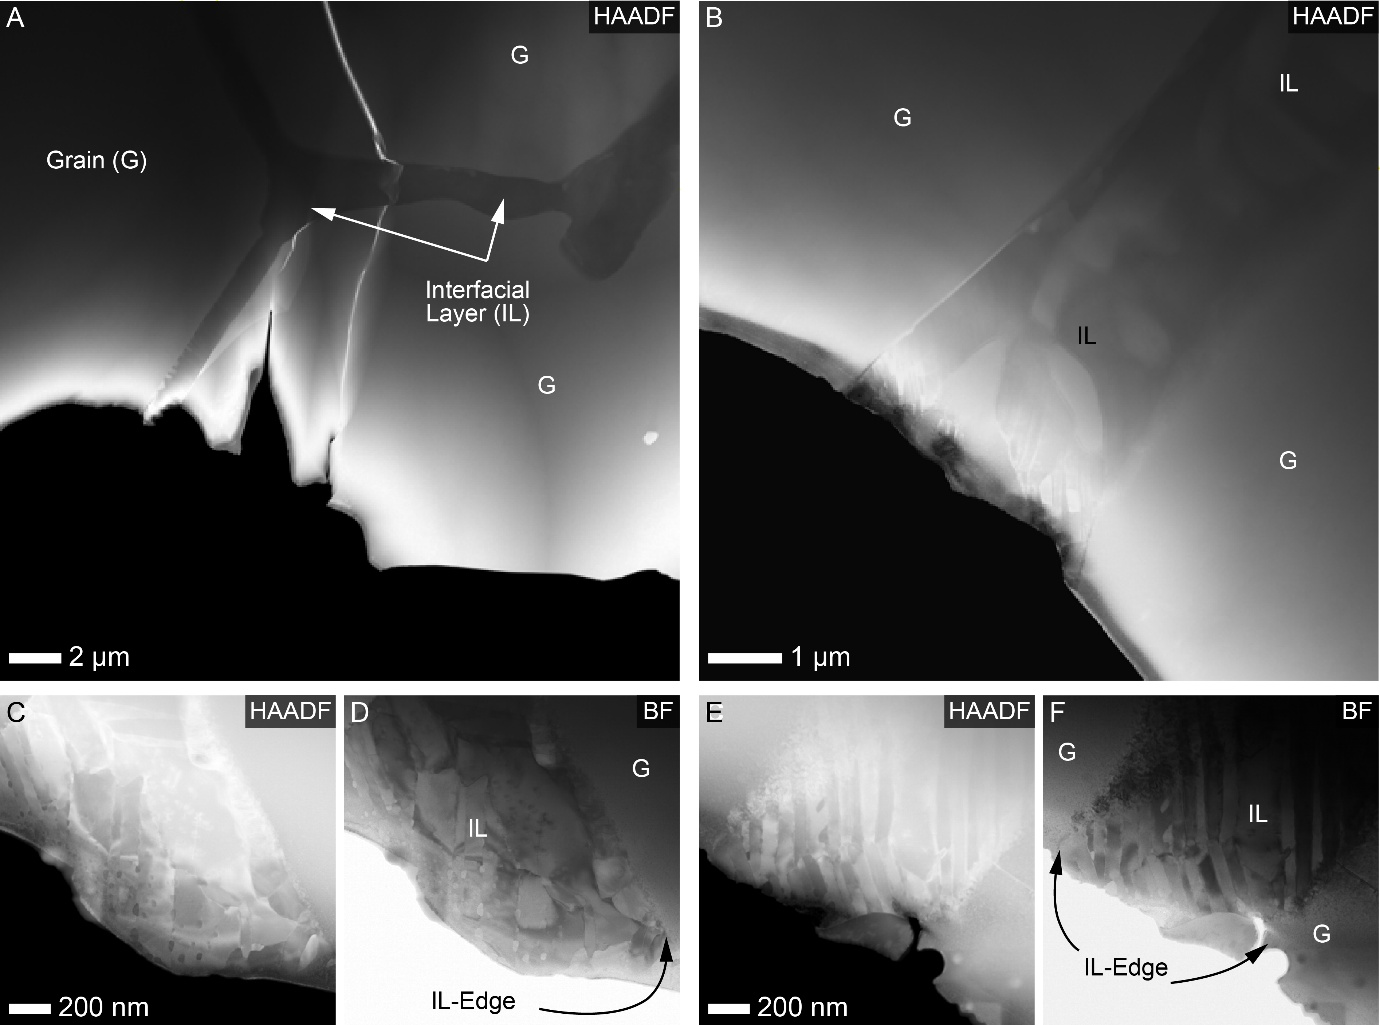 A
HAADF
G
Grain (G)
Interfacial
Layer (IL)
G
2 µm
B
HAADF
IL
G
IL
G
1 µm
C
HAADF
200 nm
D
BF
G
IL
IL-Edge
E
HAADF
200 nm
F
BF
G
IL
G
IL-Edge